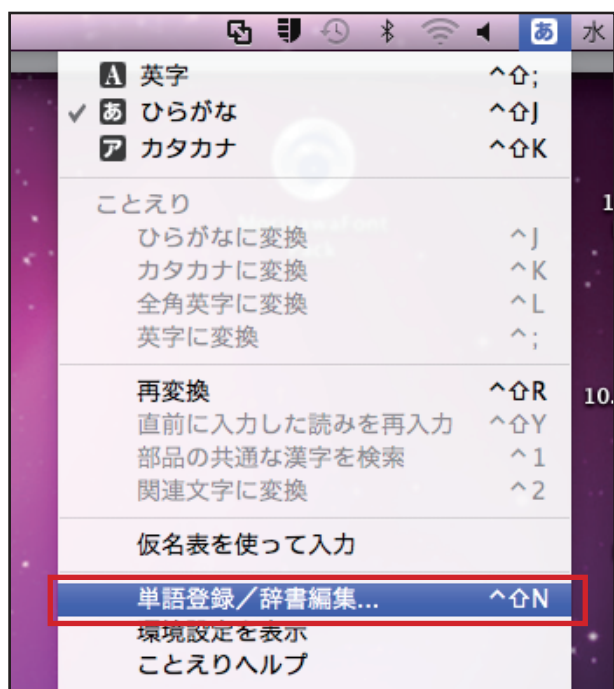 あ 水
A 英字 ^⇧;
✓ あ ひらがな ^⇧J
ア カタカナ ^⇧K
ことえり
ひらがなに変換 ^J
カタカナに変換 ^K
全角英字に変換 ^L
英字に変換 ^;
再変換 ^⇧R
直前に入力した読みを再入力 ^⇧Y
部品の共通な漢字を検索 ^1
関連文字に変換 ^2
仮名表を使って入力
単語登録／辞書編集... ^⇧N
環境設定を表示
ことえりヘルプ
1
10.